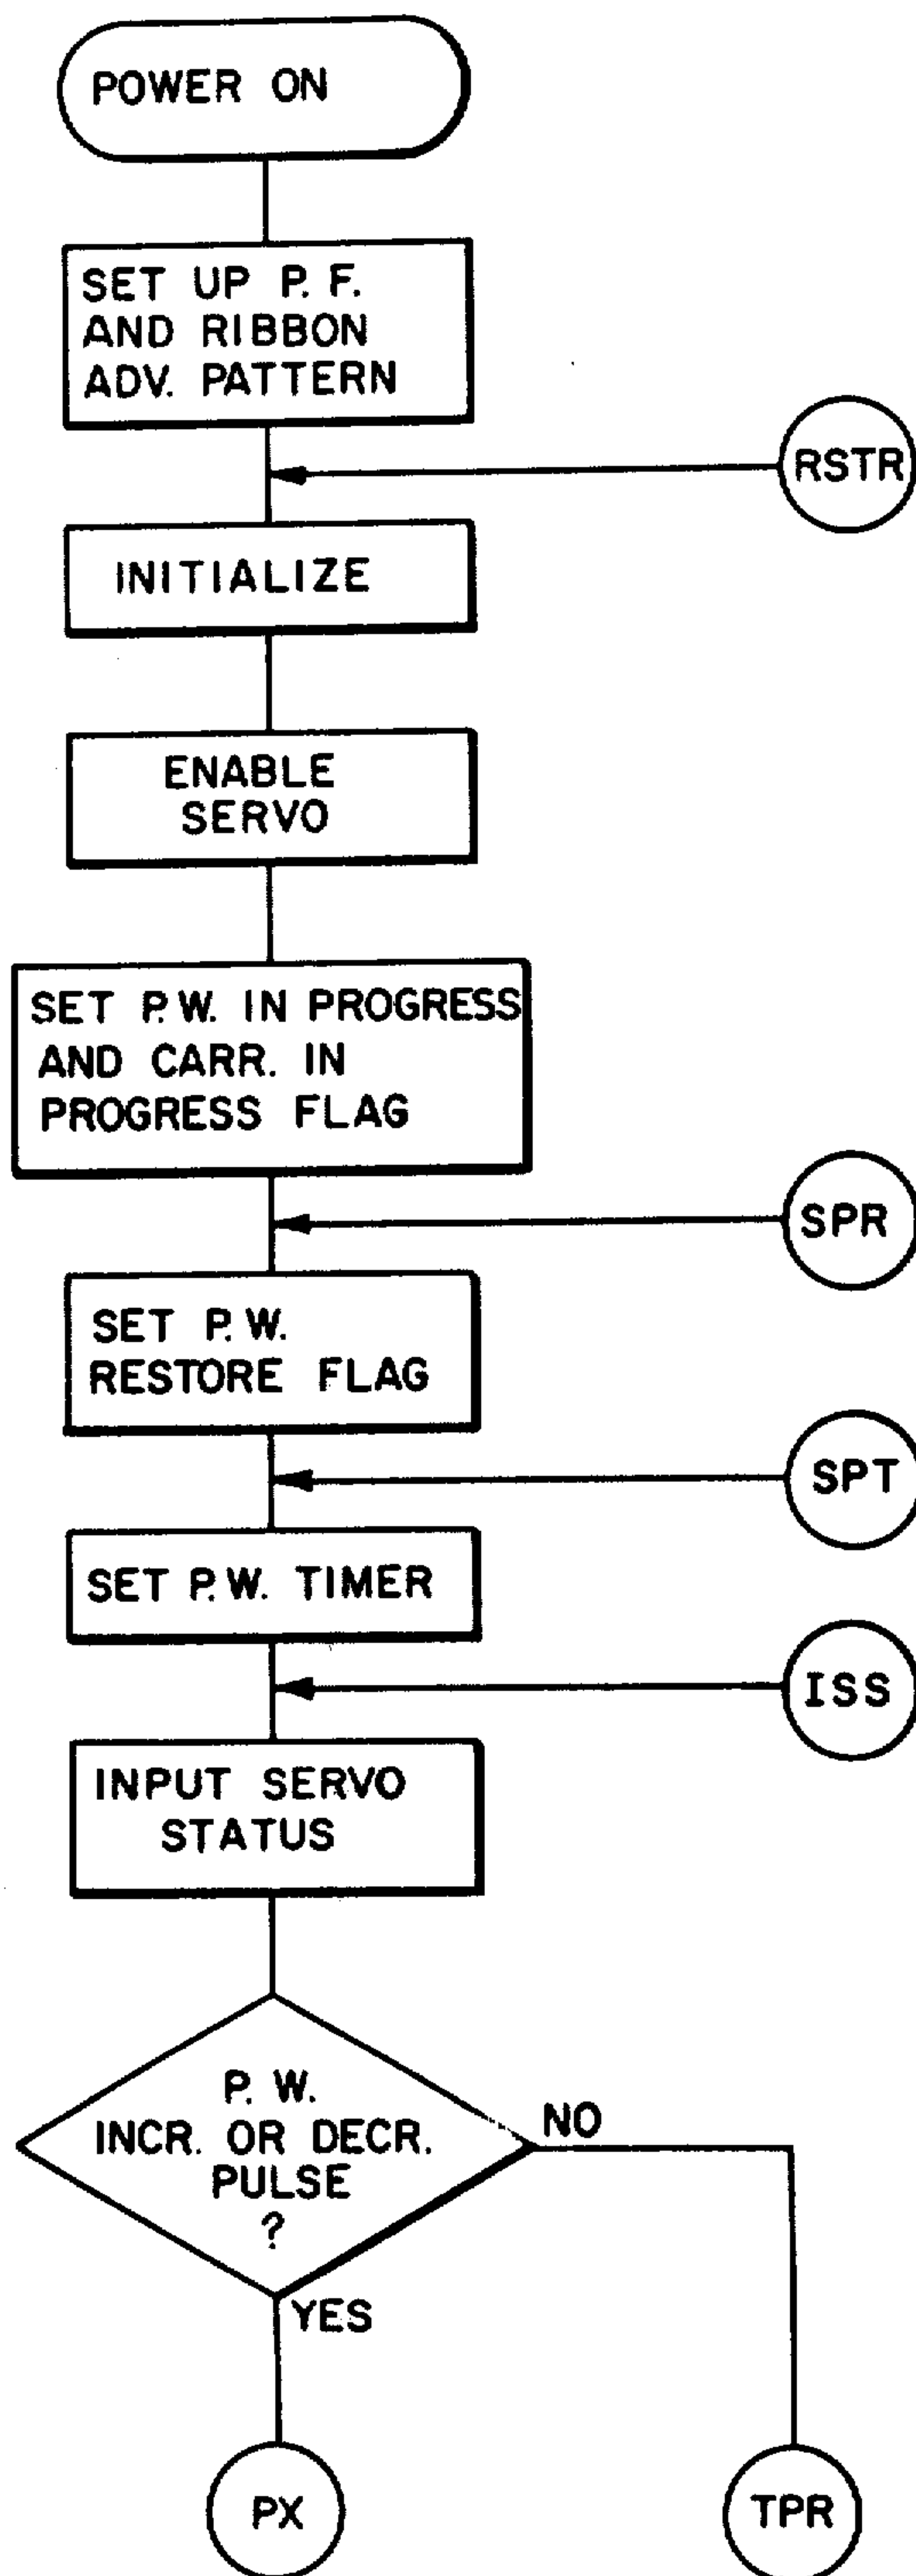 POWER ON
SET UP P. F.
AND RIBBON
ADV. PATTERN
RSTR
INITIALIZE
ENABLE
SERVO
SET P.W. IN PROGRESS
AND CARR. IN
PROGRESS FLAG
SPR
SET P.W.
RESTORE FLAG
SPT
SET P.W. TIMER
ISS
INPUT SERVO
STATUS
P. W.
INCR. OR DECR.
PULSE
?
NO
YES
PX
TPR